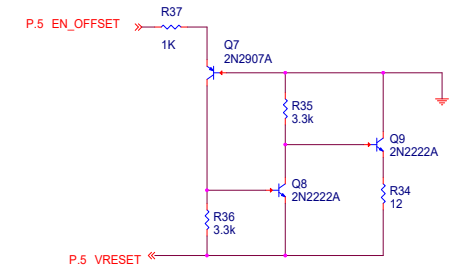 R37
P.5 EN_OFFSET
1K
Q7
2N2907A
R35
3.3k
Q9
2N2222A
Q8
2N2222A
R34
12
R36
3.3k
P.5 VRESET